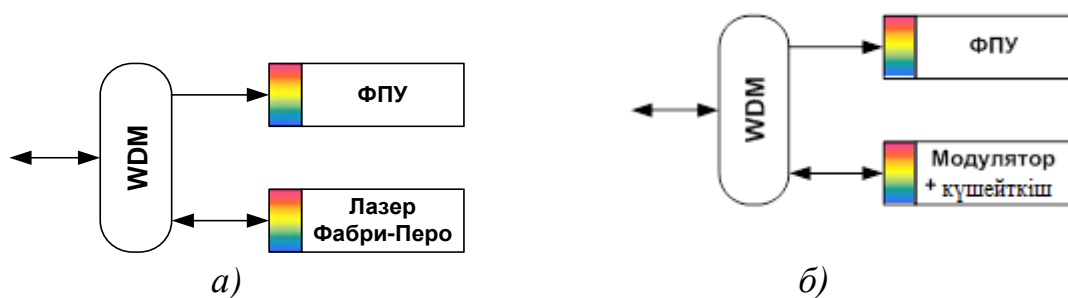 WDM
ФПУ
Лазер
Фабри-Перо
а)
WDM
ФПУ
Модулятор
+ күшейткіш
б)